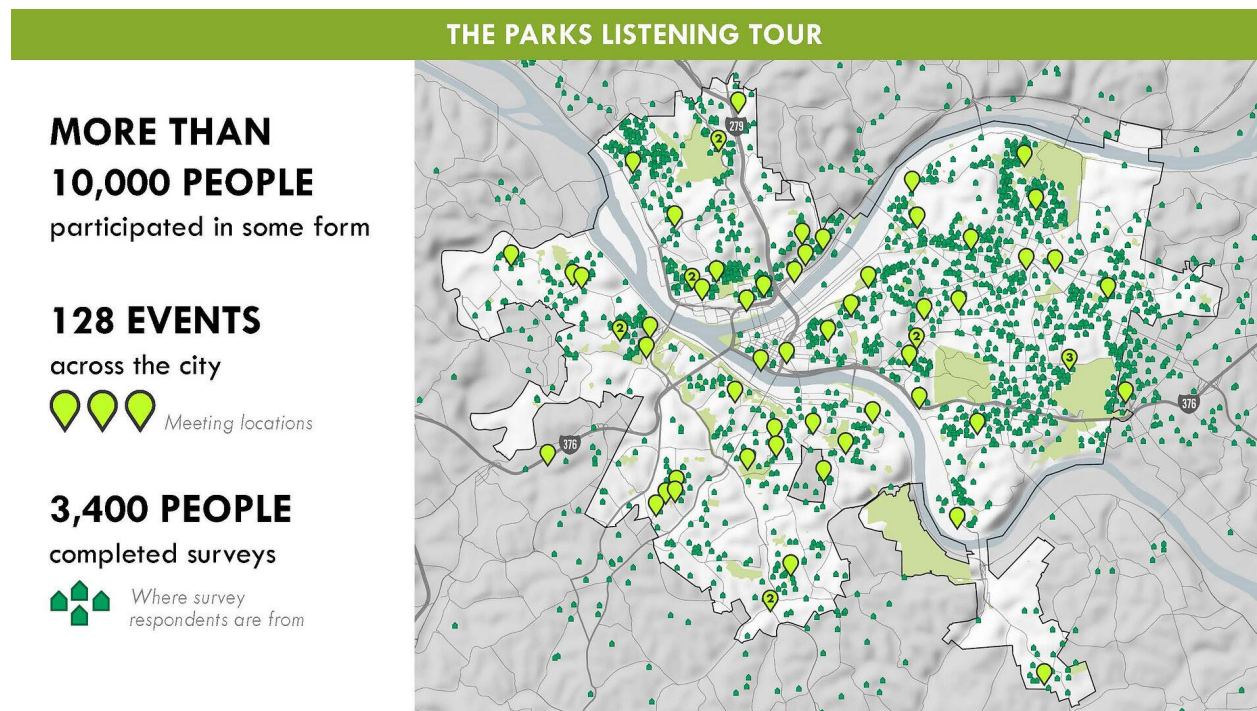 THE PARKS LISTENING TOUR
MORE THAN
10,000 PEOPLE
participated in some form
128 EVENTS
across the city
Meeting locations
3,400 PEOPLE
completed surveys
Where survey
respondents are from
279
2
2
2
2
3
376
376
2